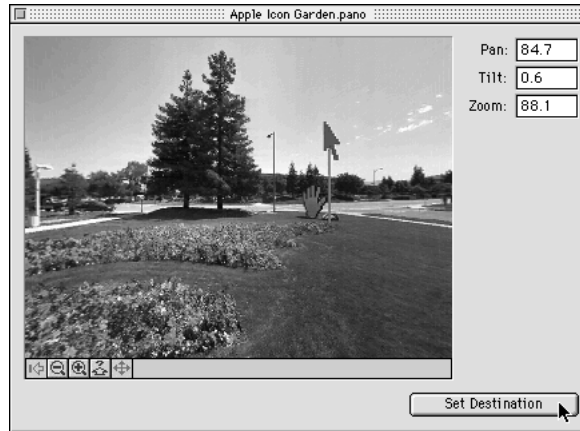 Apple Icon Garden.pano
Pan: 84.7
Tilt: 0.6
Zoom: 88.1
Set Destination